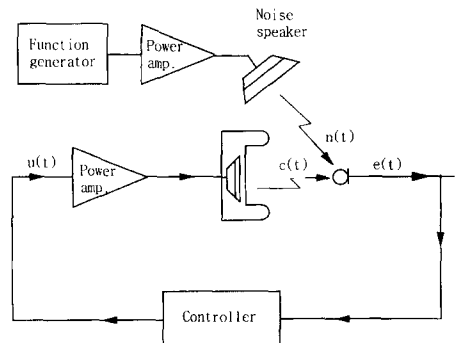 Noise
speaker
Function
generator
Power
amp.
n(t)
u(t)
Power
amp.
c(t)
e(t)
Controller